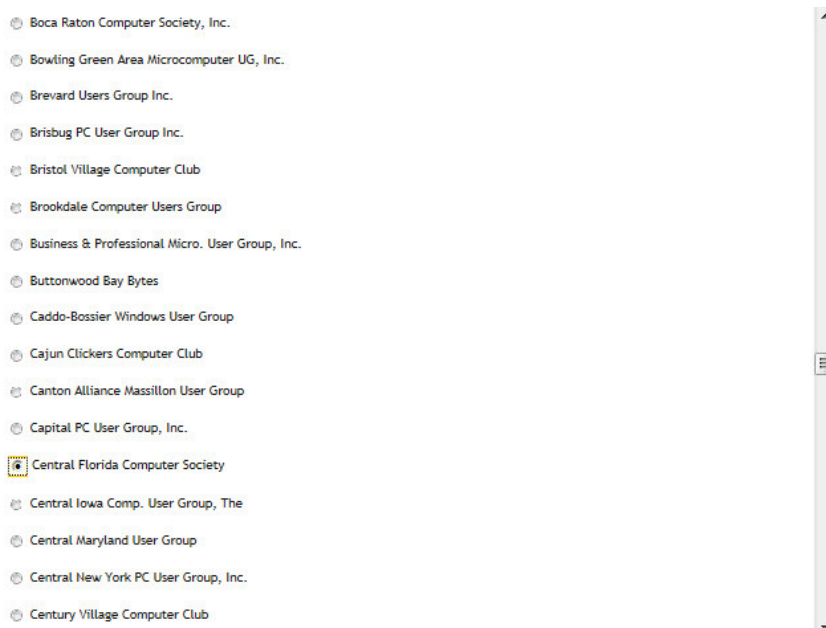 Boca Raton Computer Society, Inc.
Bowling Green Area Microcomputer UG, Inc.
Brevard Users Group Inc.
Brisbug PC User Group Inc.
Bristol Village Computer Club
Brookdale Computer Users Group
Business & Professional Micro. User Group, Inc.
Buttonwood Bay Bytes
Caddo-Bossier Windows User Group
Cajun Clickers Computer Club
Canton Alliance Massillon User Group
Capital PC User Group, Inc.
Central Florida Computer Society
Central Iowa Comp. User Group, The
Central Maryland User Group
Central New York PC User Group, Inc.
Century Village Computer Club